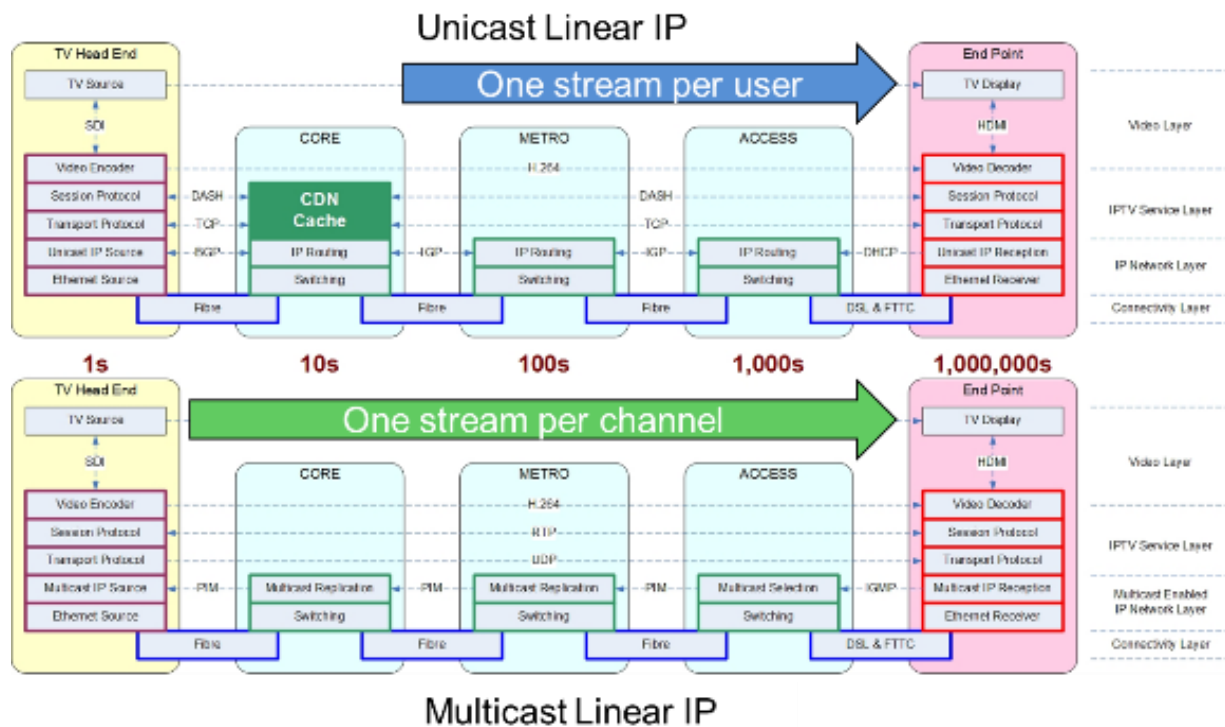 Unicast Linear IP
TV Head End
End Point
One stream per user
TV Source
TV Display
SDI
HDMI
Video Layer
CORE
METRO
ACCESS
Video Encoder
H.264
Video Decoder
Session Protocol
DASH
CDN
Cache
DASH
Session Protocol
IPTV Service Layer
Transport Protocol
TCP
TCP
Transport Protocol
Unicast IP Source
BGP
IP Routing
IGP
IP Routing
IGP
IP Routing
DHCP
Unicast IP Reception
IP Network Layer
Ethernet Source
Switching
Switching
Switching
Ethernet Receiver
Fibre
Fibre
Fibre
DSL & FTTC
Connectivity Layer
1s
10s
100s
1,000s
1,000,000s
TV Head End
End Point
One stream per channel
TV Source
TV Display
SDI
HDMI
Video Layer
CORE
METRO
ACCESS
Video Encoder
H.264
Video Decoder
Session Protocol
RTP
Session Protocol
IPTV Service Layer
Transport Protocol
UDP
Transport Protocol
Multicast IP Source
PIM
Multicast Replication
PIM
Multicast Replication
PIM
Multicast Selection
IGMP
Multicast IP Reception
Multicast Enabled
IP Network Layer
Ethernet Source
Switching
Switching
Switching
Ethernet Receiver
Fibre
Fibre
Fibre
DSL & FTTC
Connectivity Layer
Multicast Linear IP